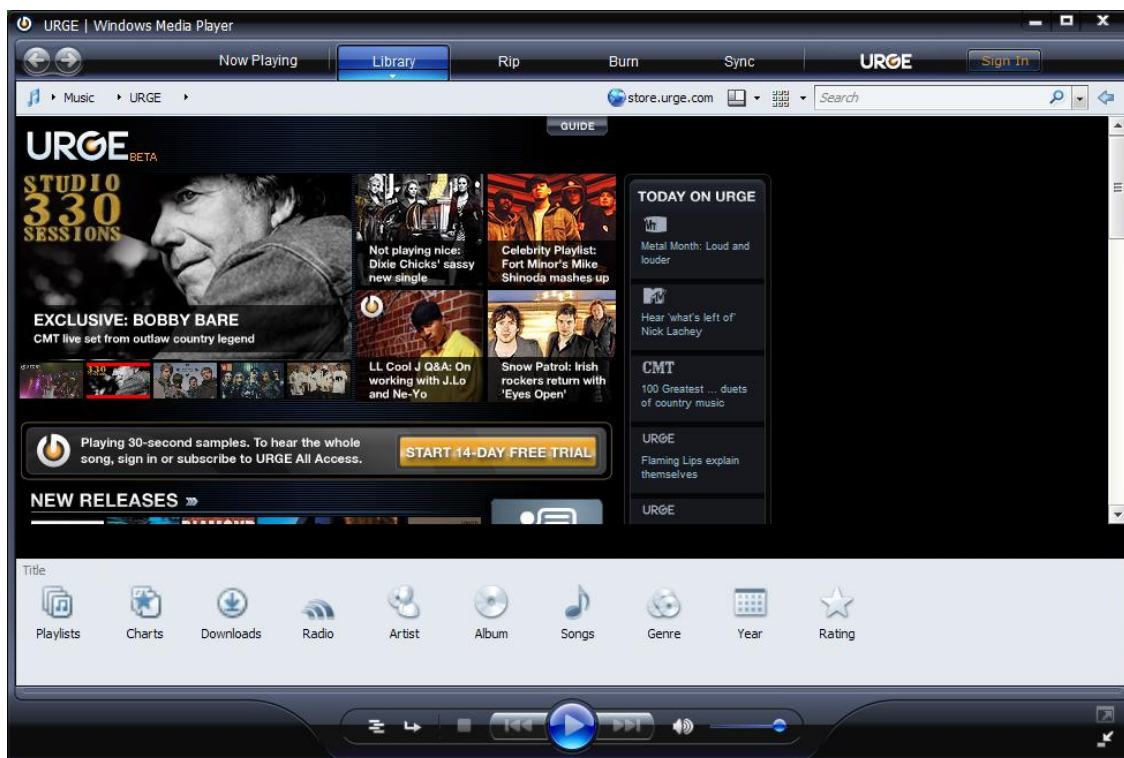 URGE | Windows Media Player
Now Playing
Library
Rip
Burn
Sync
URGE
Sign In
Music
URGE
store.urge.com
Search
GUIDE
URGE BETA
STUDIO
330
SESSIONS
EXCLUSIVE: BOBBY BARE
CMT live set from outlaw country legend
Not playing nice:
Dixie Chicks' sassy
new single
Celebrity Playlist:
Fort Minor's Mike
Shinoda mashes up
LL Cool J Q&A: On
working with J.Lo
and Ne-Yo
Snow Patrol: Irish
rockers return with
'Eyes Open'
TODAY ON URGE
Metal Month: Loud and
louder
MTV
Hear 'what's left of'
Nick Lachey
CMT
100 Greatest ... duets
of country music
URGE
Flaming Lips explain
themselves
URGE
Playing 30-second samples. To hear the whole
song, sign in or subscribe to URGE All Access.
START 14-DAY FREE TRIAL
NEW RELEASES
Title
Playlists
Charts
Downloads
Radio
Artist
Album
Songs
Genre
Year
Rating